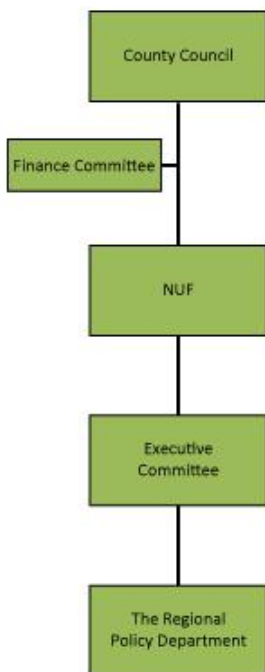 County Council
Finance Committee
NUF
Executive
Committee
The Regional
Policy Department